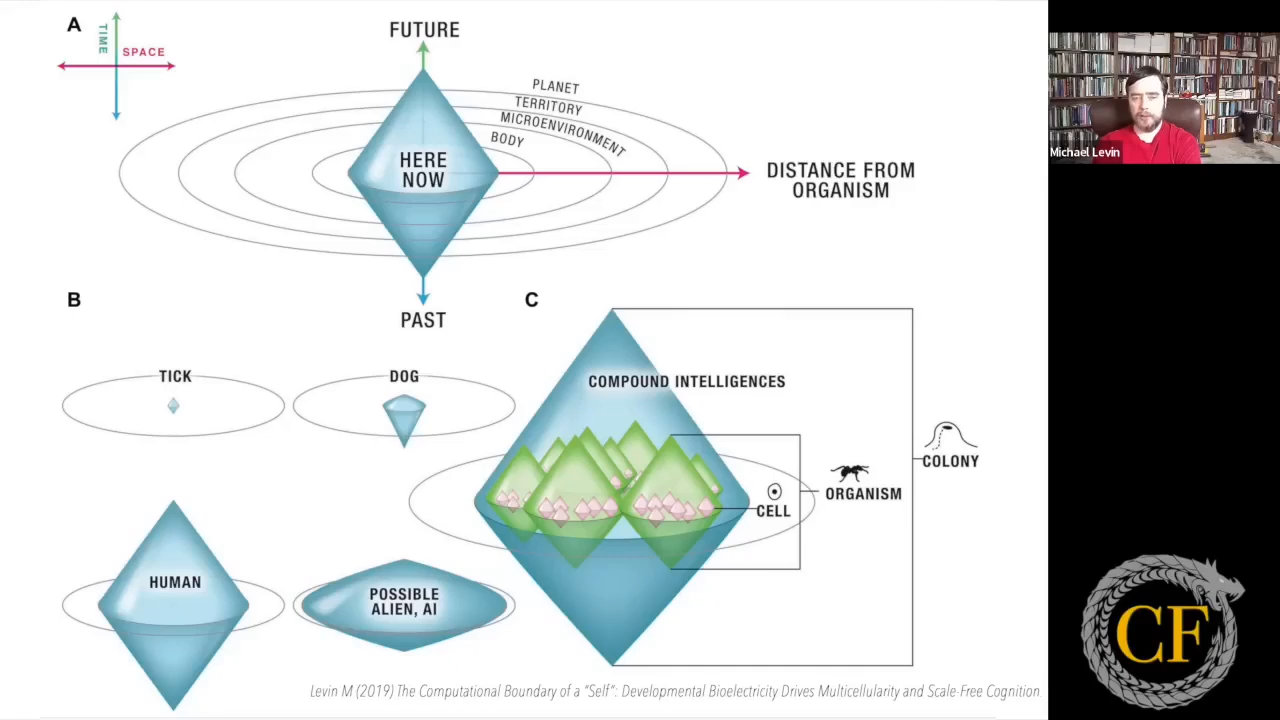 A
TIME
SPACE
FUTURE
PLANET
TERRITORY
MICROENVIRONMENT
BODY
HERE
NOW
DISTANCE FROM
ORGANISM
PAST
Michael Levin
B
TICK
DOG
HUMAN
POSSIBLE
ALIEN, AI
C
COMPOUND INTELLIGENCES
CELL
ORGANISM
COLONY
Levin M (2019) The Computational Boundary of a "Self": Developmental Bioelectricity Drives Multicellularity and Scale-Free Cognition.
CF